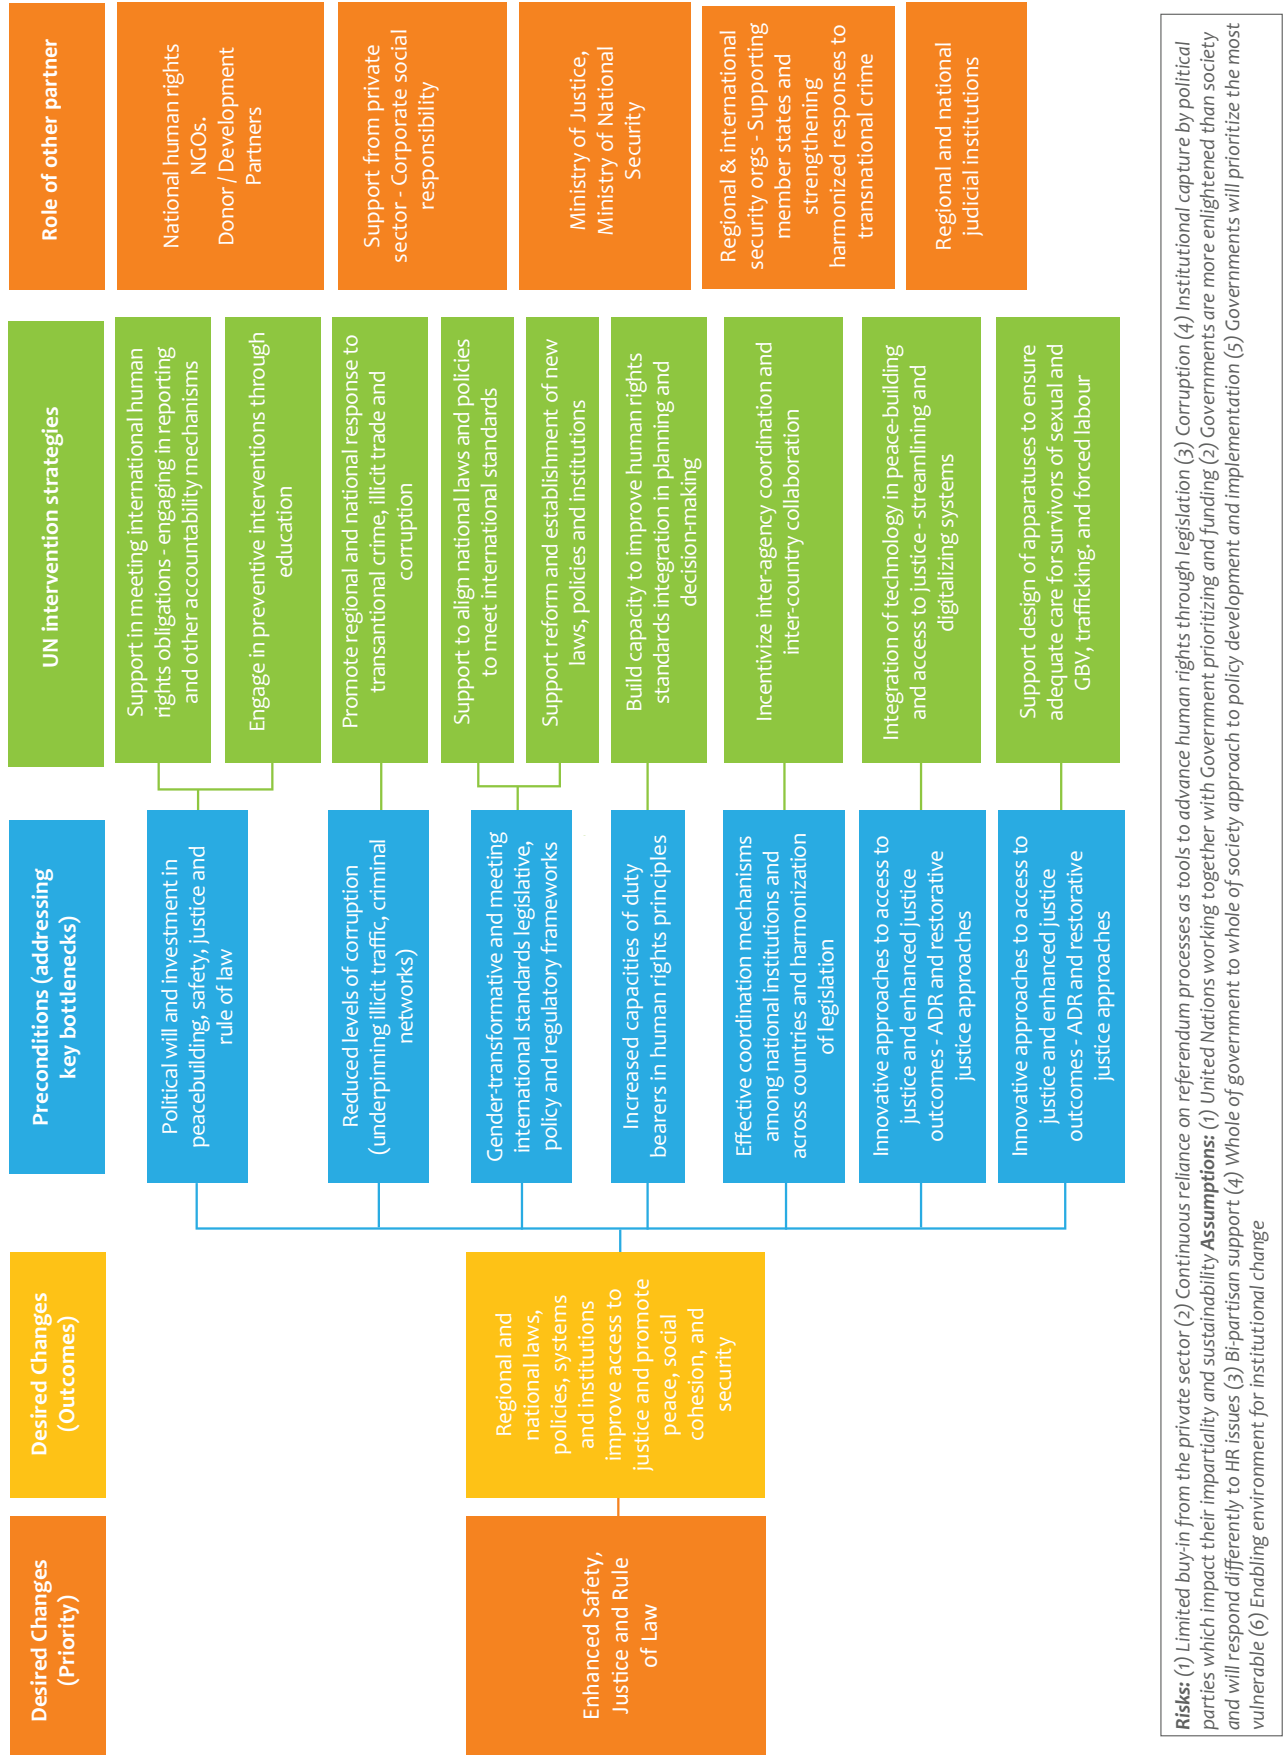 Desired Changes
(Priority)
Enhanced Safety,
Justice and Rule
of Law
Desired Changes
(Outcomes)
Regional and
national laws,
policies, systems
and institutions
improve access to
justice and promote
peace, social
cohesion, and
security
Preconditions (addressing
key bottlenecks)
Political will and investment in
peacebuilding, safety, justice and
rule of law
Reduced levels of corruption
(underpinning illicit traffic, criminal
networks)
Gender-transformative and meeting
international standards legislative,
policy and regulatory frameworks
Increased capacities of duty
bearers in human rights principles
Effective coordination mechanisms
among national institutions and
across countries and harmonization
of legislation
Innovative approaches to access to
justice and enhanced justice
outcomes - ADR and restorative
justice approaches
Innovative approaches to access to
justice and enhanced justice
outcomes - ADR and restorative
justice approaches
UN intervention strategies
Support in meeting international human
rights obligations - engaging in reporting
and other accountability mechanisms
Engage in preventive interventions through
education
Promote regional and national response to
transantional crime, illicit trade and
corruption
Support to align national laws and policies
to meet international standards
Support reform and establishment of new
laws, policies and institutions
Build capacity to improve human rights
standards integration in planning and
decision-making
Incentivize inter-agency coordination and
inter-country collaboration
Integration of technology in peace-building
and access to justice - streamlining and
digitalizing systems
Support design of apparatuses to ensure
adequate care for survivors of sexual and
GBV, trafficking, and forced labour
Role of other partner
National human rights
NGOs.
Donor / Development
Partners
Support from private
sector - Corporate social
responsibility
Ministry of Justice,
Ministry of National
Security
Regional & international
security orgs - Supporting
member states and
strengthening
harmonized responses to
transnational crime
Regional and national
judicial institutions
Risks: (1) Limited buy-in from the private sector (2) Continuous reliance on referendum processes as tools to advance human rights through legislation (3) Corruption (4) Institutional capture by political
parties which impact their impartiality and sustainability Assumptions: (1) United Nations working together with Government prioritizing and funding (2) Governments are more enlightened than society
and will respond differently to HR issues (3) Bi-partisan support (4) Whole of government to whole of society approach to policy development and implementation (5) Governments will prioritize the most
vulnerable (6) Enabling environment for institutional change